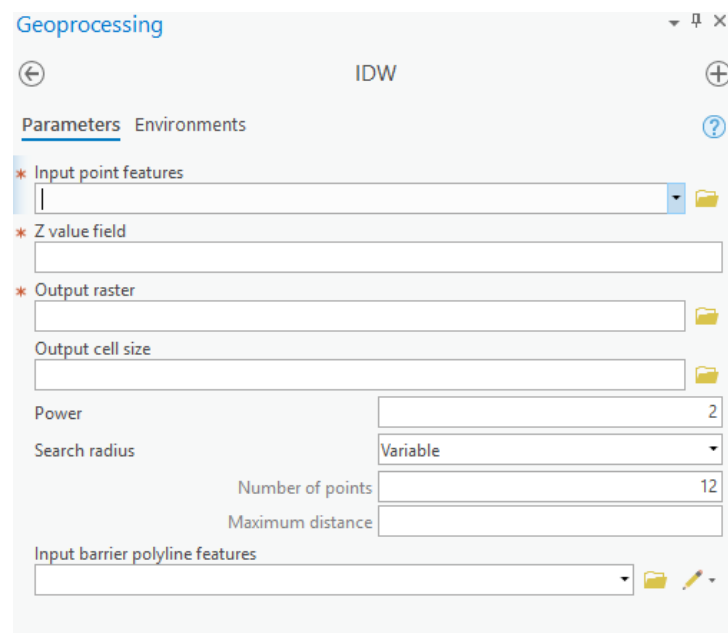 Geoprocessing
IDW
Parameters Environments
?
* Input point features
* Z value field
* Output raster
Output cell size
Power 2
Search radius Variable
Number of points 12
Maximum distance
Input barrier polyline features